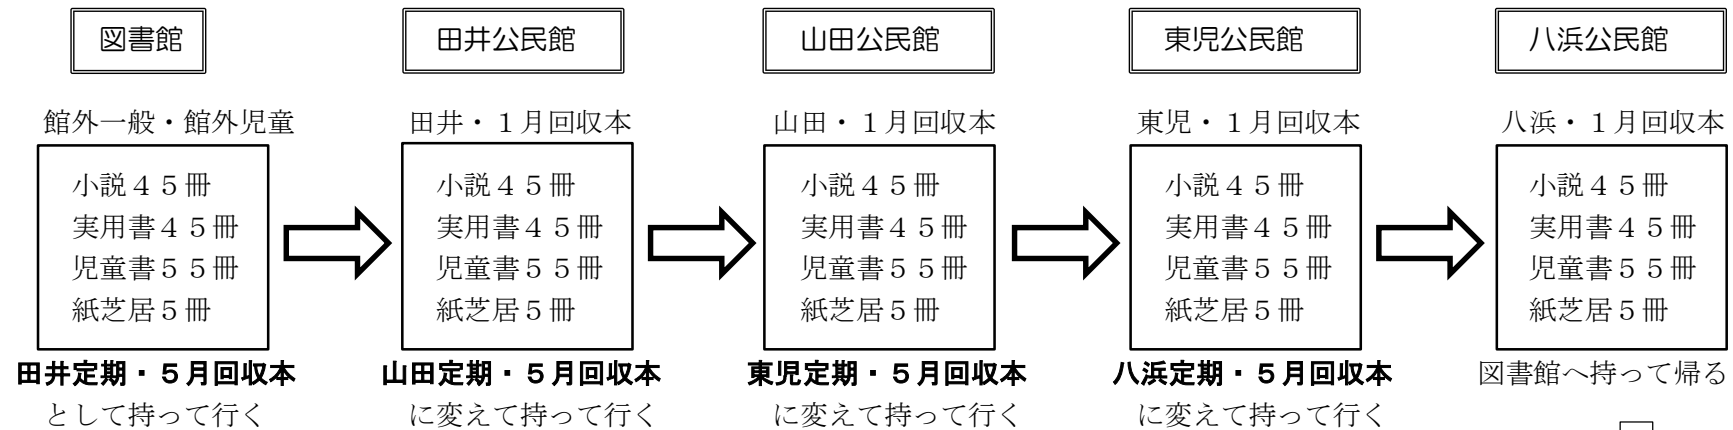 図書館
田井公民館
山田公民館
東児公民館
八浜公民館
館外一般・館外児童
田井・１月回収本
山田・１月回収本
東児・１月回収本
八浜・１月回収本
小説４５冊
実用書４５冊
児童書５５冊
紙芝居５冊
小説４５冊
実用書４５冊
児童書５５冊
紙芝居５冊
小説４５冊
実用書４５冊
児童書５５冊
紙芝居５冊
小説４５冊
実用書４５冊
児童書５５冊
紙芝居５冊
小説４５冊
実用書４５冊
児童書５５冊
紙芝居５冊
田井定期・５月回収本
として持って行く
山田定期・５月回収本
に変えて持って行く
東児定期・５月回収本
に変えて持って行く
八浜定期・５月回収本
に変えて持って行く
図書館へ持って帰る